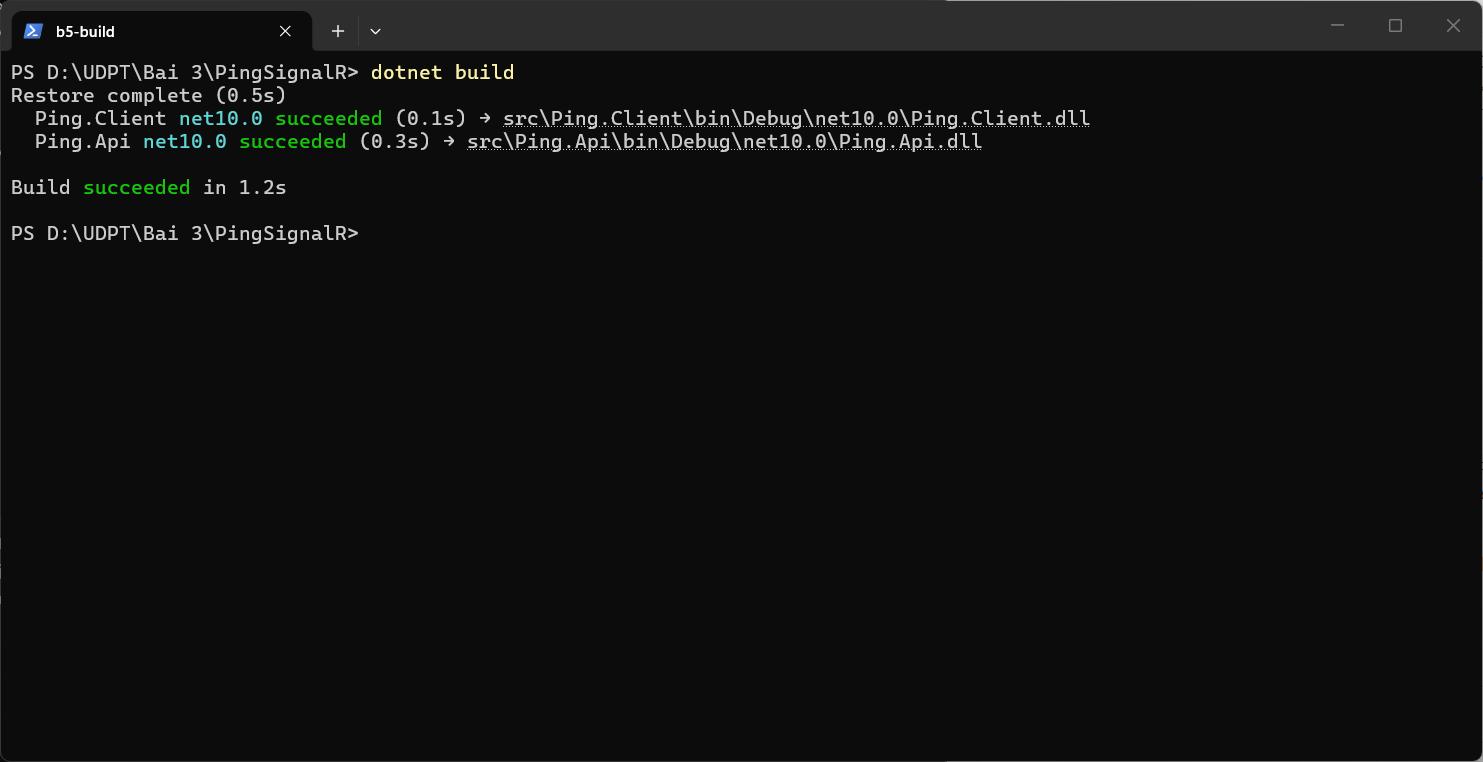 b5-build
PS D:\UDPT\Bai 3\PingSignalR> dotnet build
Restore complete (0.5s)
Ping.Client net10.0 succeeded (0.1s) → src\Ping.Client\bin\Debug\net10.0\Ping.Client.dll
Ping.Api net10.0 succeeded (0.3s) → src\Ping.Api\bin\Debug\net10.0\Ping.Api.dll
Build succeeded in 1.2s
PS D:\UDPT\Bai 3\PingSignalR>